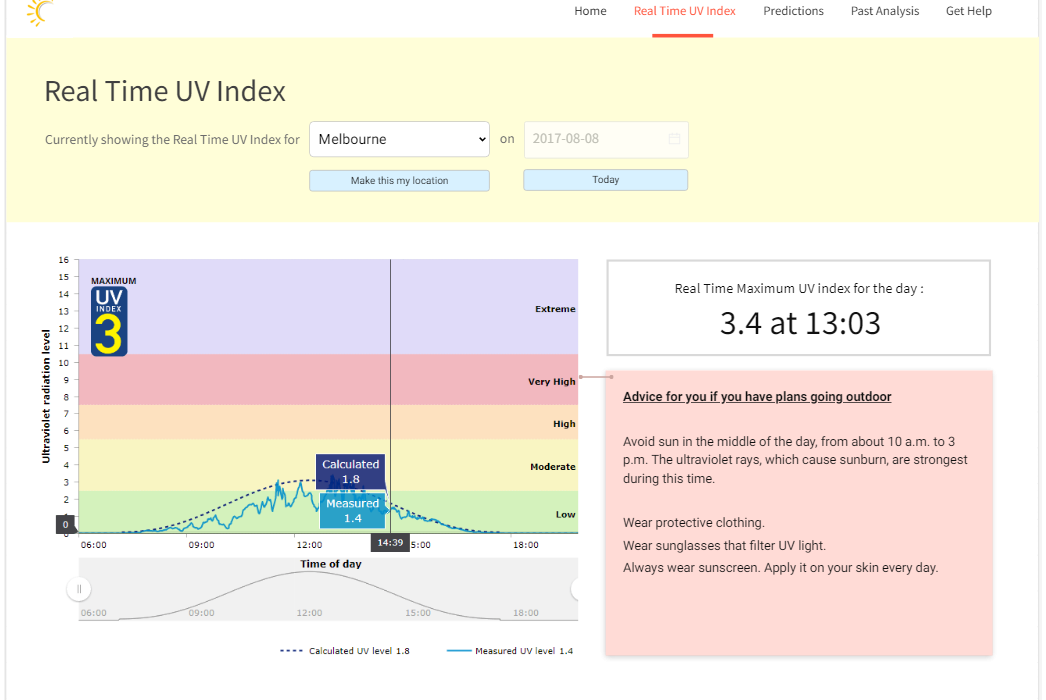 Home Real Time UV Index Predictions Past Analysis Get Help
Real Time UV Index
Currently showing the Real Time UV Index for Melbourne on 2017-08-08
Make this my location Today
16
15
14
13
12
11
10
9
8
7
6
5
4
3
2
1
0
Ultraviolet radiation level
MAXIMUM
UV
INDEX
3
Extreme
Very High
High
Moderate
Low
Calculated
1.8
Measured
1.4
0
06:00 09:00 12:00 14:39 5:00 18:00
Time of day
06:00 09:00 12:00 15:00 18:00
Calculated UV level 1.8 Measured UV level 1.4
Real Time Maximum UV index for the day :
3.4 at 13:03
Advice for you if you have plans going outdoor
Avoid sun in the middle of the day, from about 10 a.m. to 3
p.m. The ultraviolet rays, which cause sunburn, are strongest
during this time.
Wear protective clothing.
Wear sunglasses that filter UV light.
Always wear sunscreen. Apply it on your skin every day.